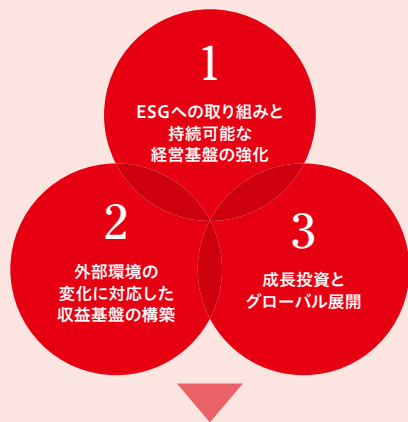 1
ESGへの取り組みと
持続可能な
経営基盤の強化
2
外部環境の
変化に対応した
収益基盤の構築
3
成長投資と
グローバル展開